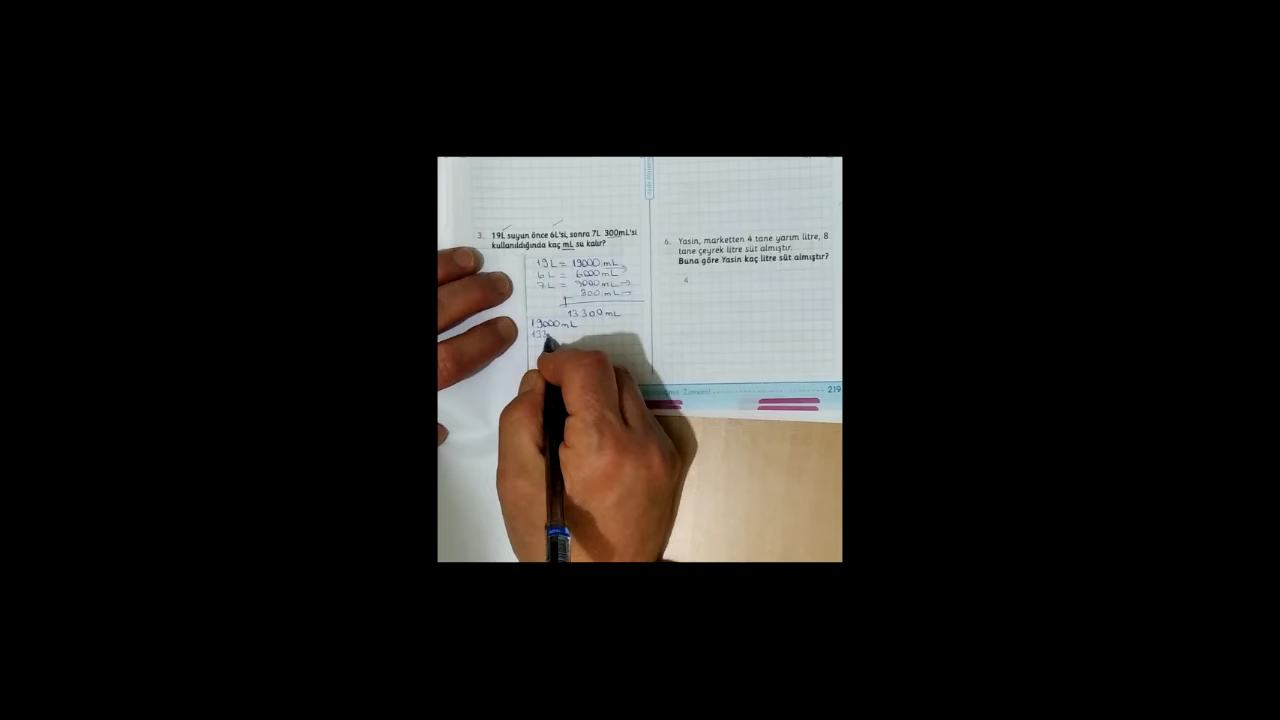 3. 19L suyun önce 6L'si, sonra 7L 300mL'si
kullanıldığında kaç mL su kalır?
19L = 19000 mL
6L = 6000 mL
7L = 7000 mL
300 mL
+
13300 mL
19000 mL
133
6. Yasin, marketten 4 tane yarım litre, 8
tane çeyrek litre süt almıştır.
Buna göre Yasin kaç litre süt almıştır?
4
219